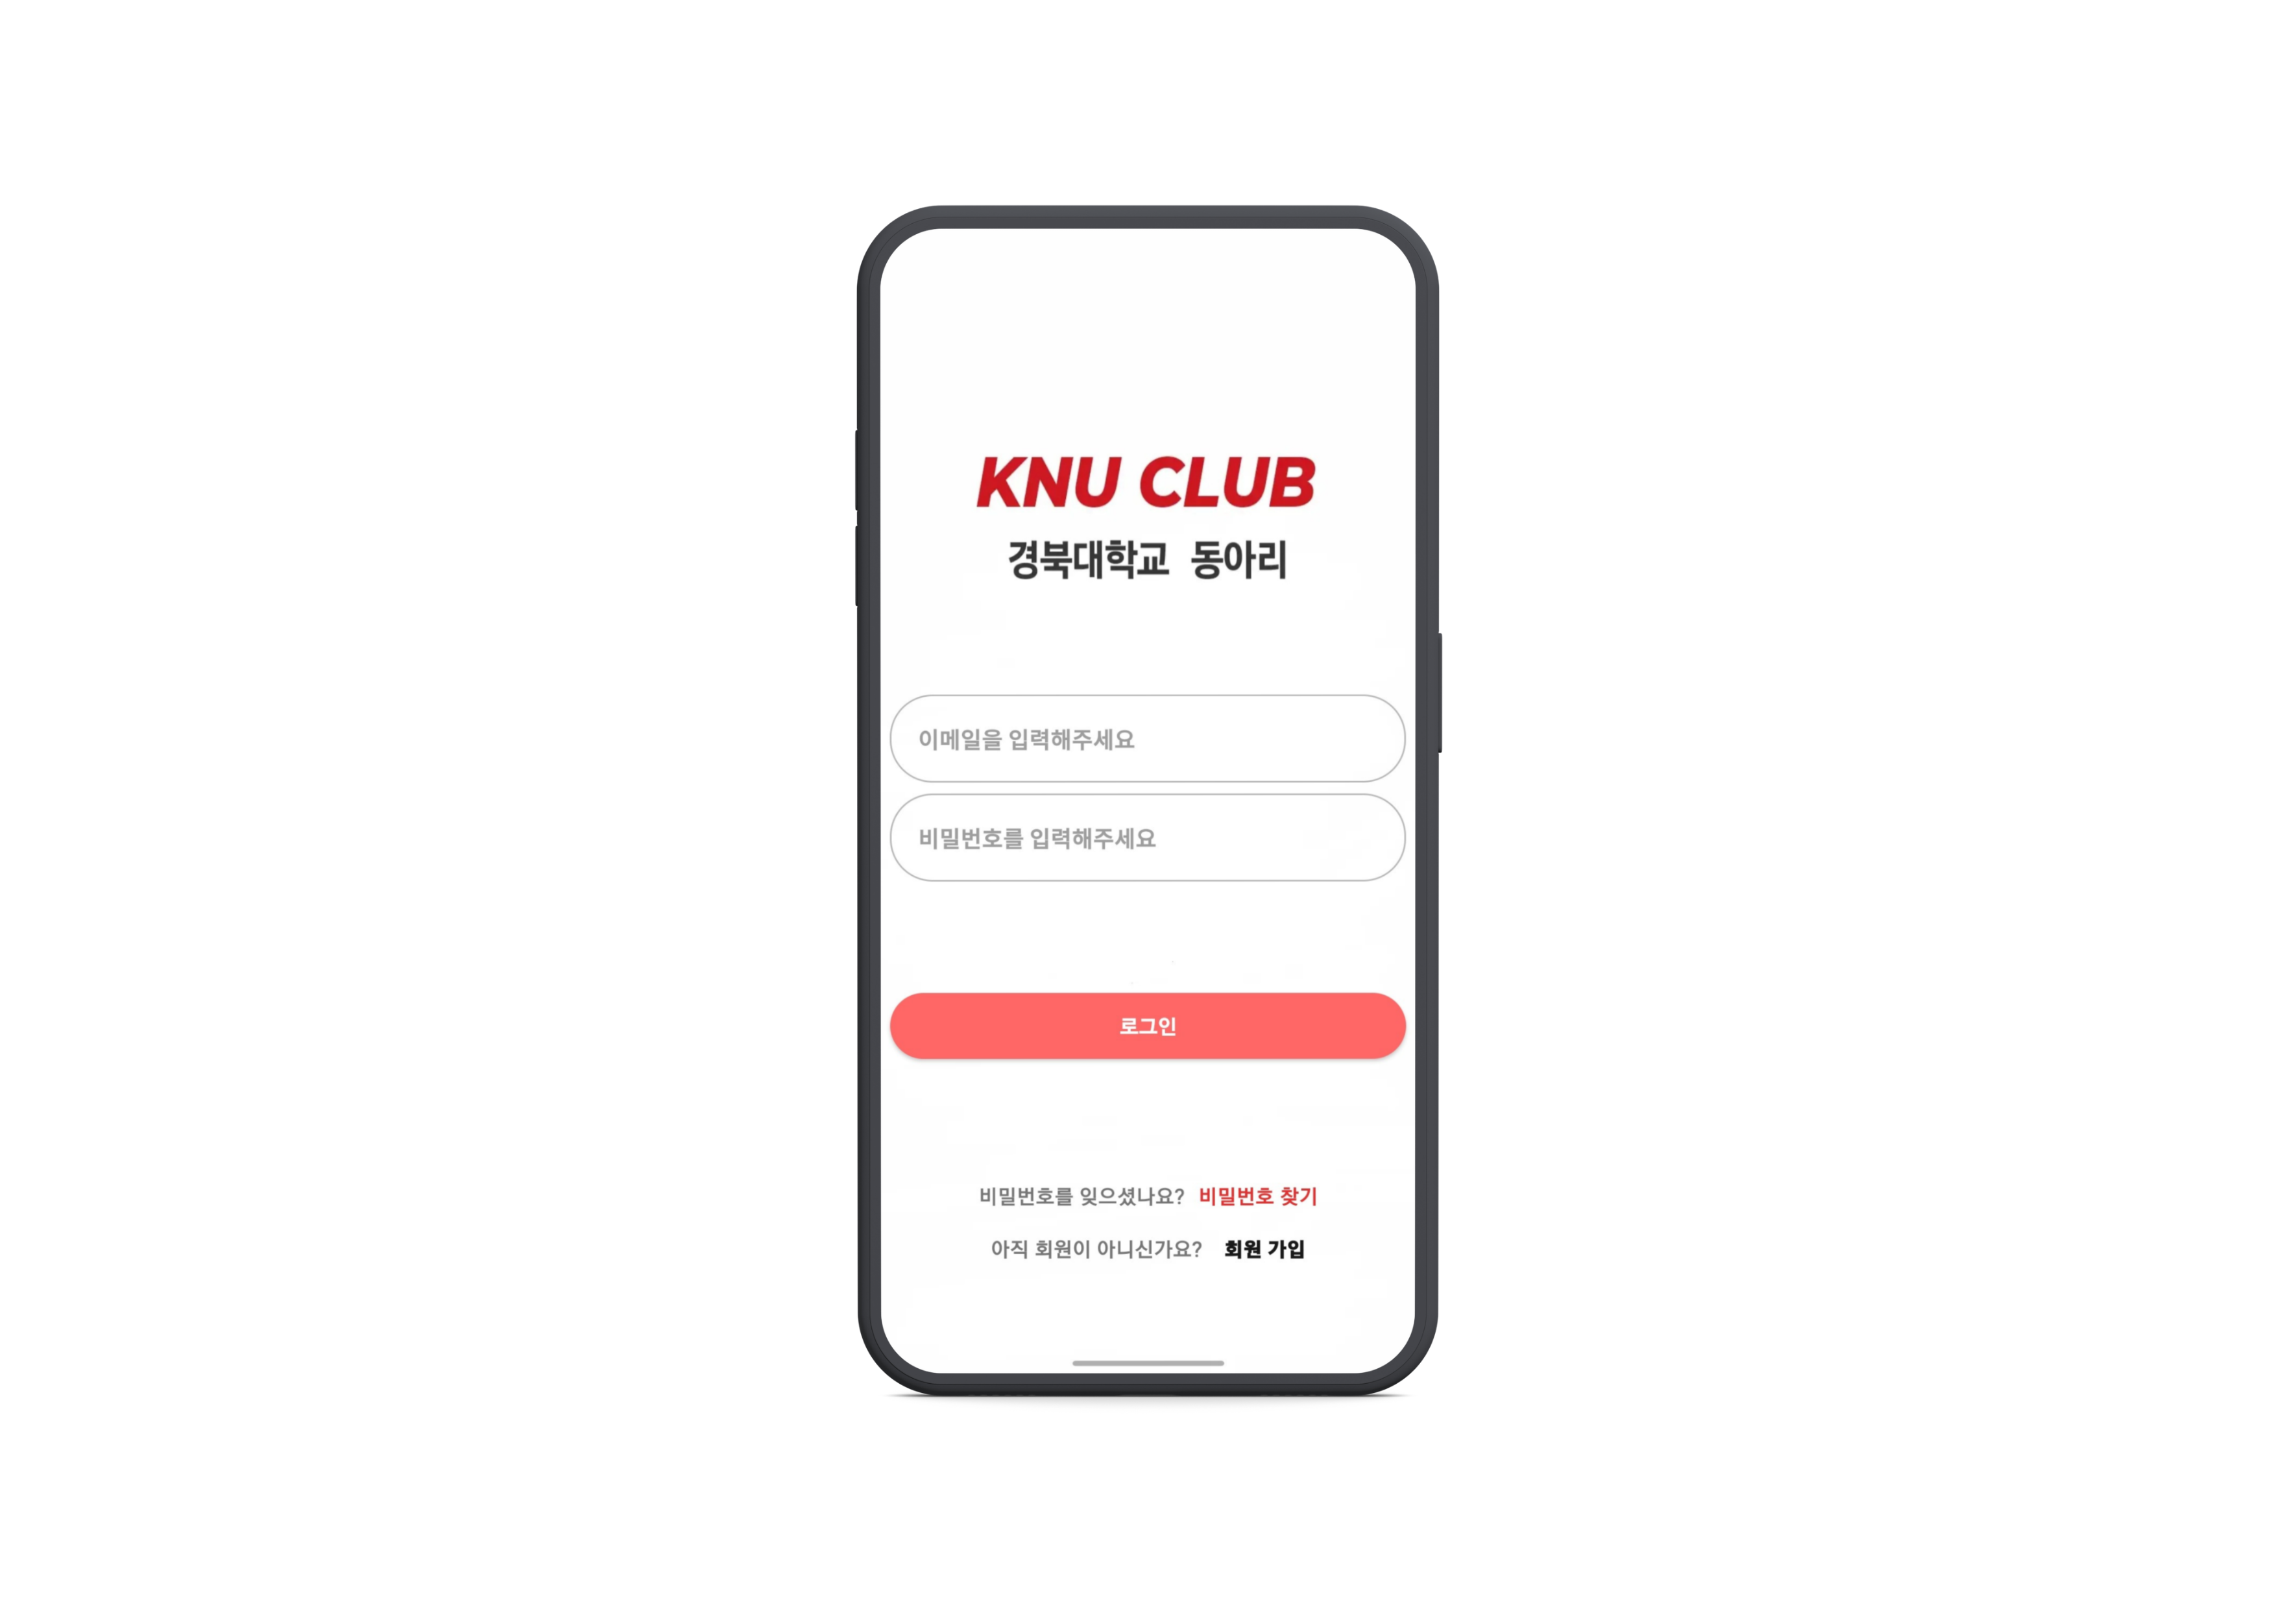 KNU CLUB
경북대학교 동아리
이메일을 입력해주세요
비밀번호를 입력해주세요
로그인
비밀번호를 잊으셨나요? 비밀번호 찾기
아직 회원이 아니신가요? 회원 가입